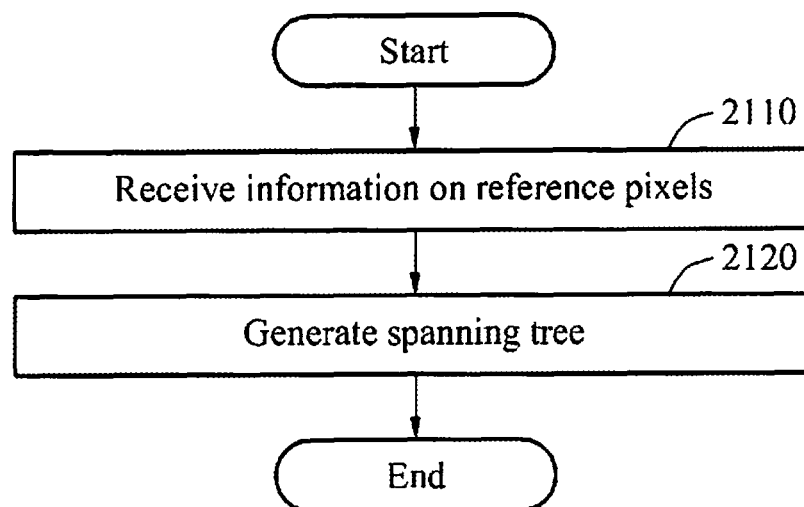 Start
2110
Receive information on reference pixels
2120
Generate spanning tree
End